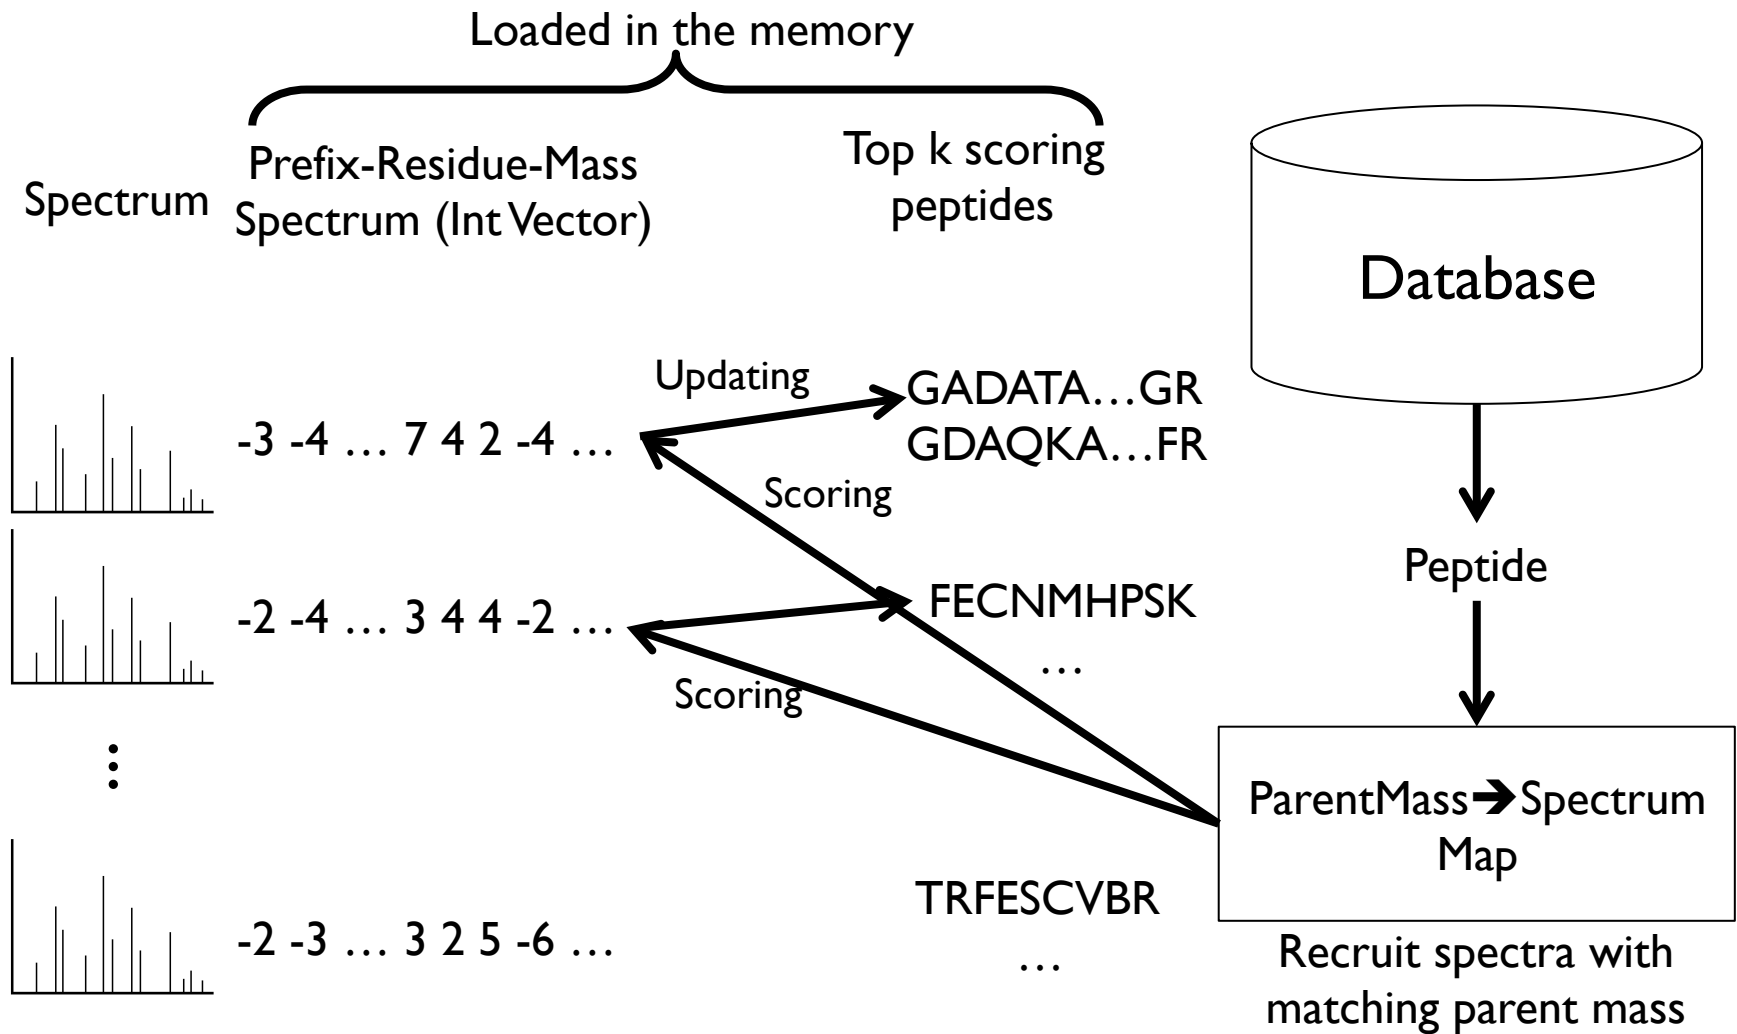 Loaded in the memory
Spectrum
Prefix-Residue-Mass
Spectrum (Int Vector)
Top k scoring
peptides
Database
Updating
-3 -4 … 7 4 2 -4 …
GADATA…GR
GDAQKA…FR
Scoring
Peptide
-2 -4 … 3 4 4 -2 …
FECNMHPSK
…
Scoring
⋮
ParentMass➔Spectrum
Map
-2 -3 … 3 2 5 -6 …
TRFESCVBR
…
Recruit spectra with
matching parent mass